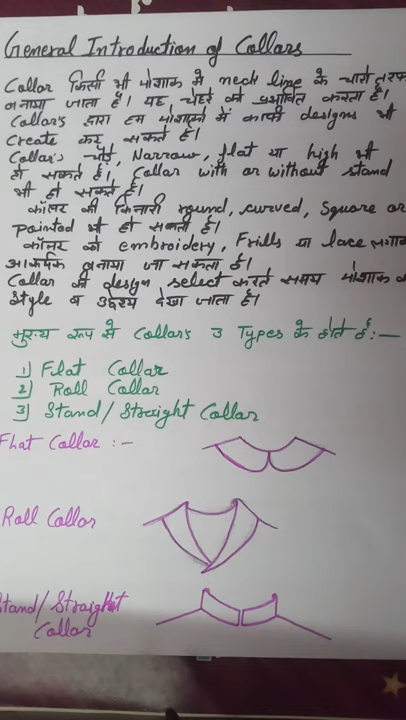 General Introduction of Collars
Collar किसी भी पोशाक में neck line के चारो तरफ
बनाया जाता है। यह चेहरे को प्रभावित करता है।
Collar's द्वारा हम पोशाको में काफी designs भी
create कर सकते हैं।
Collar's चौड़े, Narrow, flat या high भी
हो सकते हैं, Collar with or without stand
भी हो सकते हैं।
कॉलर की किनारी round, curved, square or
pointed भी हो सकती है।
कॉलर को embroidery, Frills या lace लगाकर
आकर्षक बनाया जा सकता है।
Collar की design select करते समय पोशाक का
style व उद्देश्य देखा जाता है।
मुख्य रूप से Collars 3 Types के होते हैं:—
1) Flat Collar
2) Roll Collar
3) Stand/Straight Collar
Flat Collar :-
Roll Collar
Stand/Straight
Collar